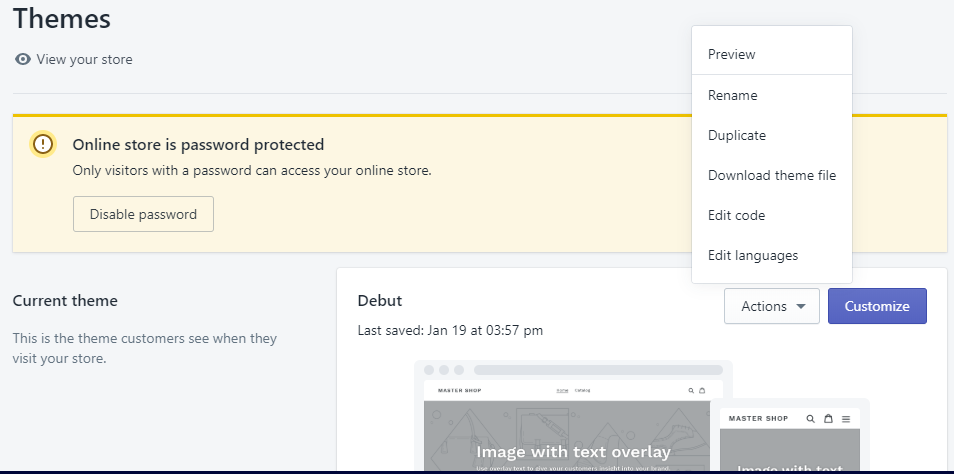 Themes
View your store
Preview
Rename
Duplicate
Download theme file
Edit code
Edit languages
Online store is password protected
Only visitors with a password can access your online store.
Disable password
Current theme
This is the theme customers see when they
visit your store.
Debut
Last saved: Jan 19 at 03:57 pm
Actions
Customize
MASTER SHOP
Home Catalog
Image with text overlay
Use overlay text to give your customers insight into your brand.
MASTER SHOP
Image with text